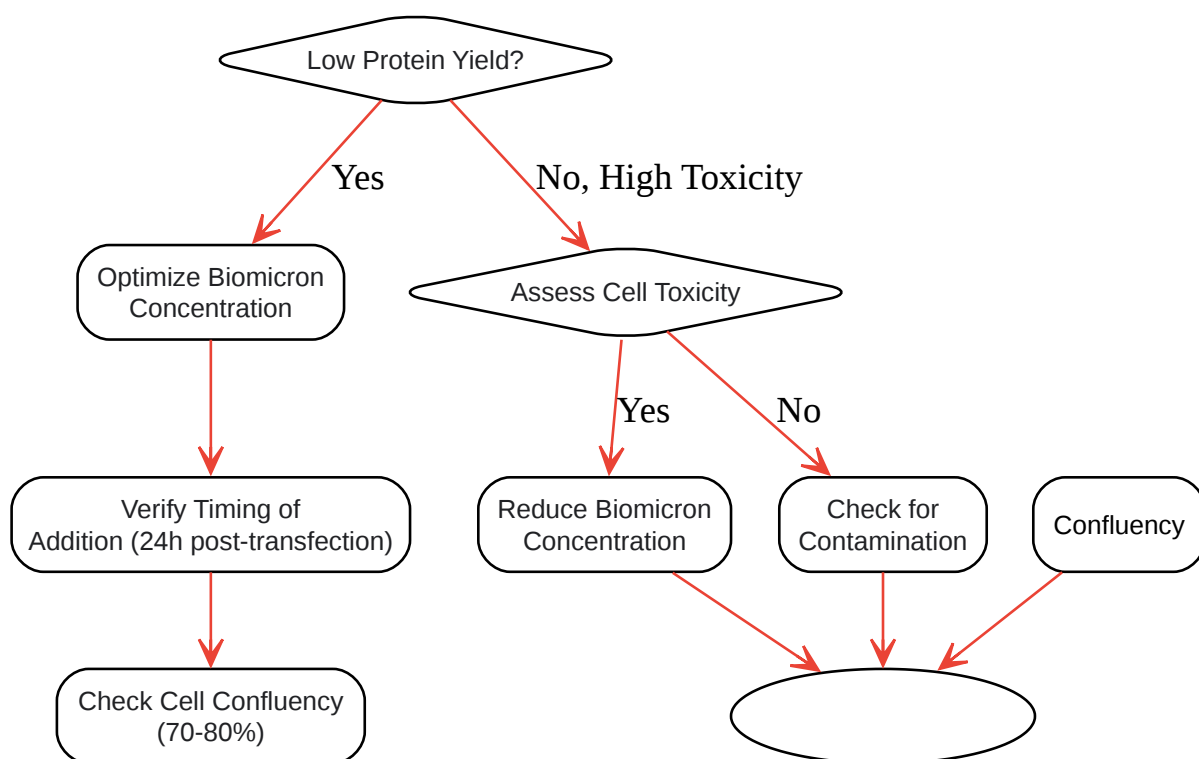 Low Protein Yield?
Yes
No, High Toxicity
Optimize Biomicron
Concentration
Assess Cell Toxicity
Yes
No
Verify Timing of
Addition (24h post-transfection)
Reduce Biomicron
Concentration
Check for
Contamination
Confluency
Check Cell Confluency
(70-80%)